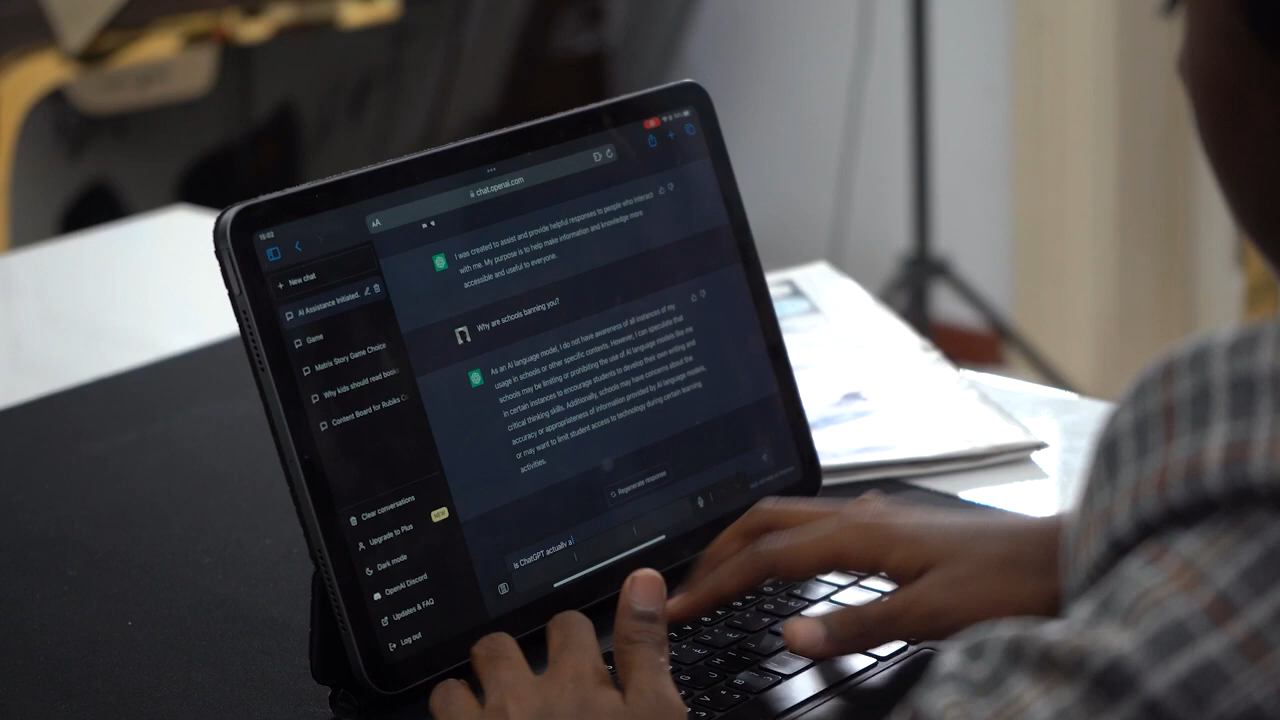 19:02
AA
chat.openai.com
New chat
AI Assistance Initiated.
Game
Matrix Story Game Choice
Why kids should read books
Content Board for Rubiks C
Clear conversations
Upgrade to Plus
NEW
Dark mode
OpenAI Discord
Updates & FAQ
Log out
I was created to assist and provide helpful responses to people who interact
with me. My purpose is to help make information and knowledge more
accessible and useful to everyone.
Why are schools banning you?
As an AI language model, I do not have awareness of all instances of my
usage in schools or other specific contexts. However, I can speculate that
schools may be limiting or prohibiting the use of AI language models like me
in certain instances to encourage students to develop their own writing and
critical thinking skills. Additionally, schools may have concerns about the
accuracy or appropriateness of information provided by AI language models,
or may want to limit student access to technology during certain learning
activities.
Regenerate response
Is ChatGPT actually a